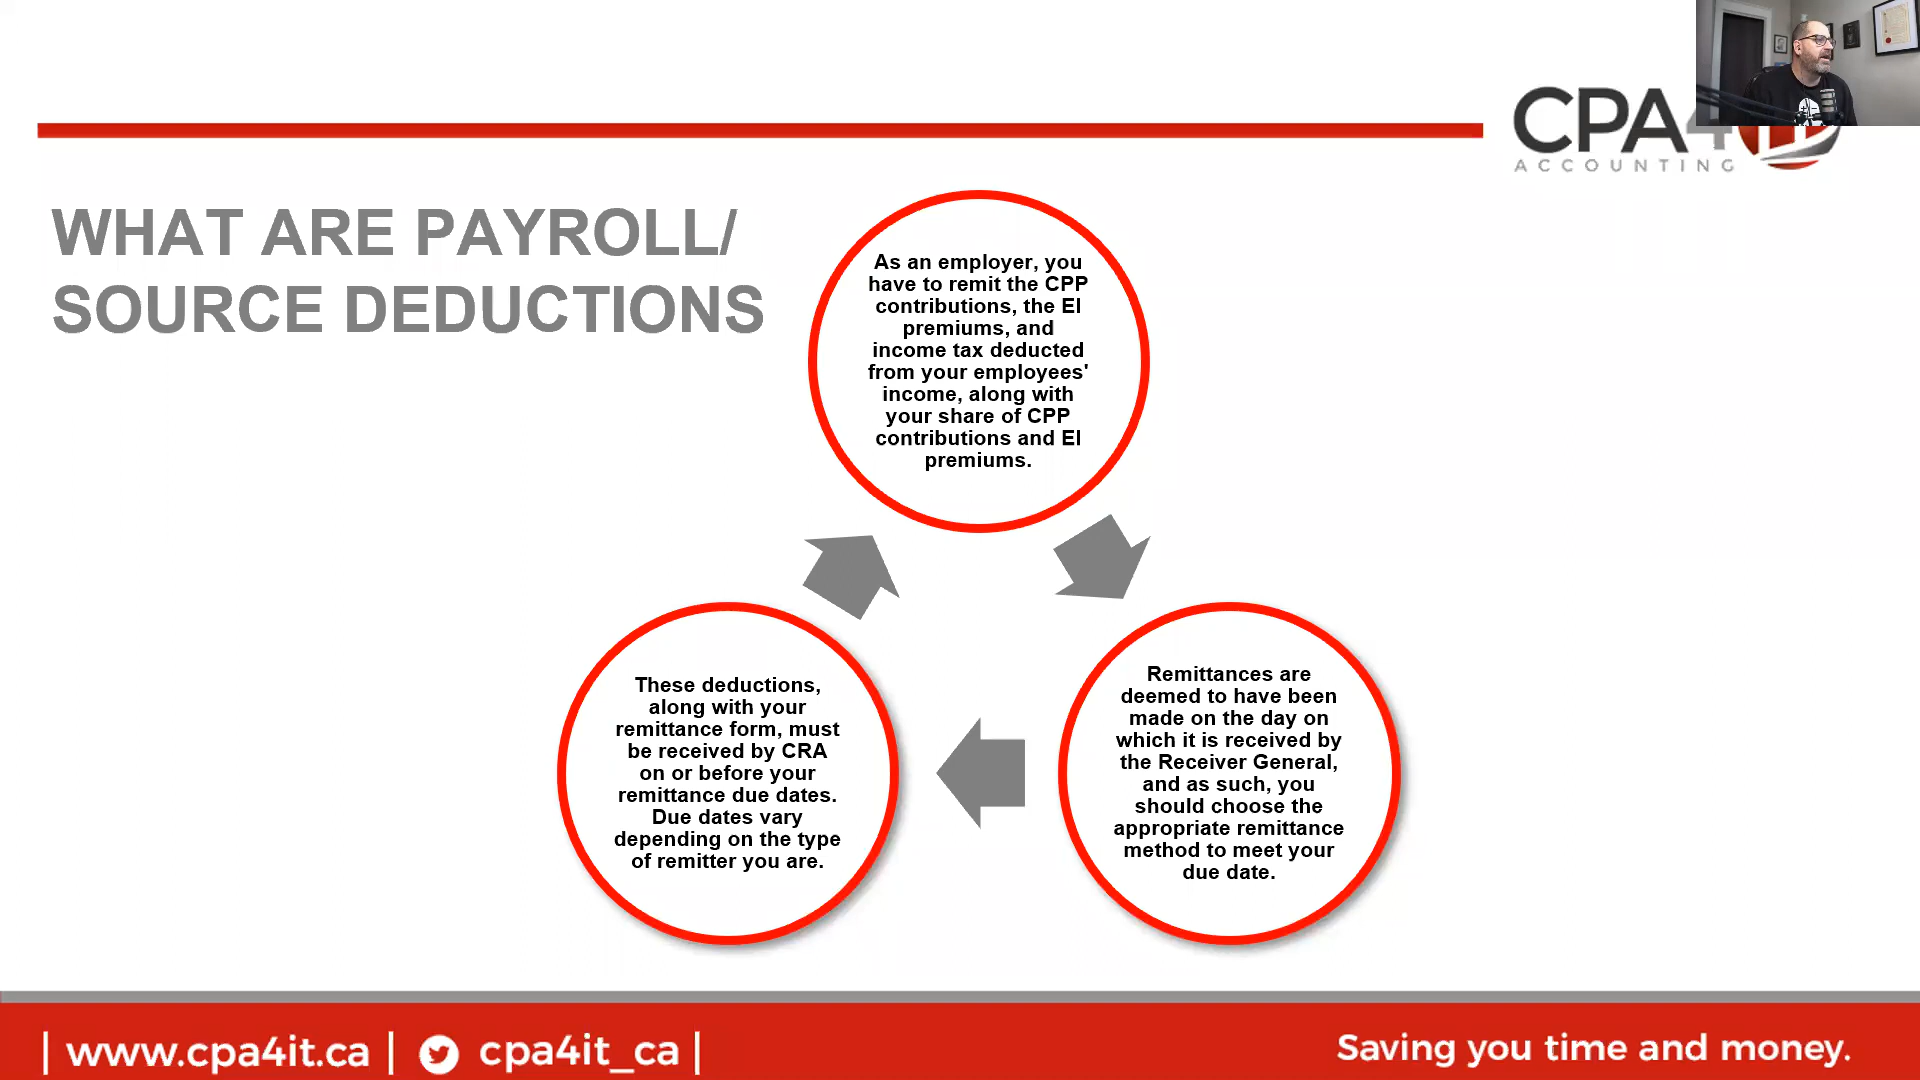 CPA4
ACCOUNTING
WHAT ARE PAYROLL/
SOURCE DEDUCTIONS
As an employer, you
have to remit the CPP
contributions, the EI
premiums, and
income tax deducted
from your employees'
income, along with
your share of CPP
contributions and EI
premiums.
Remittances are
deemed to have been
made on the day on
which it is received by
the Receiver General,
and as such, you
should choose the
appropriate remittance
method to meet your
due date.
These deductions,
along with your
remittance form, must
be received by CRA
on or before your
remittance due dates.
Due dates vary
depending on the type
of remitter you are.
| www.cpa4it.ca | cpa4it_ca |
Saving you time and money.